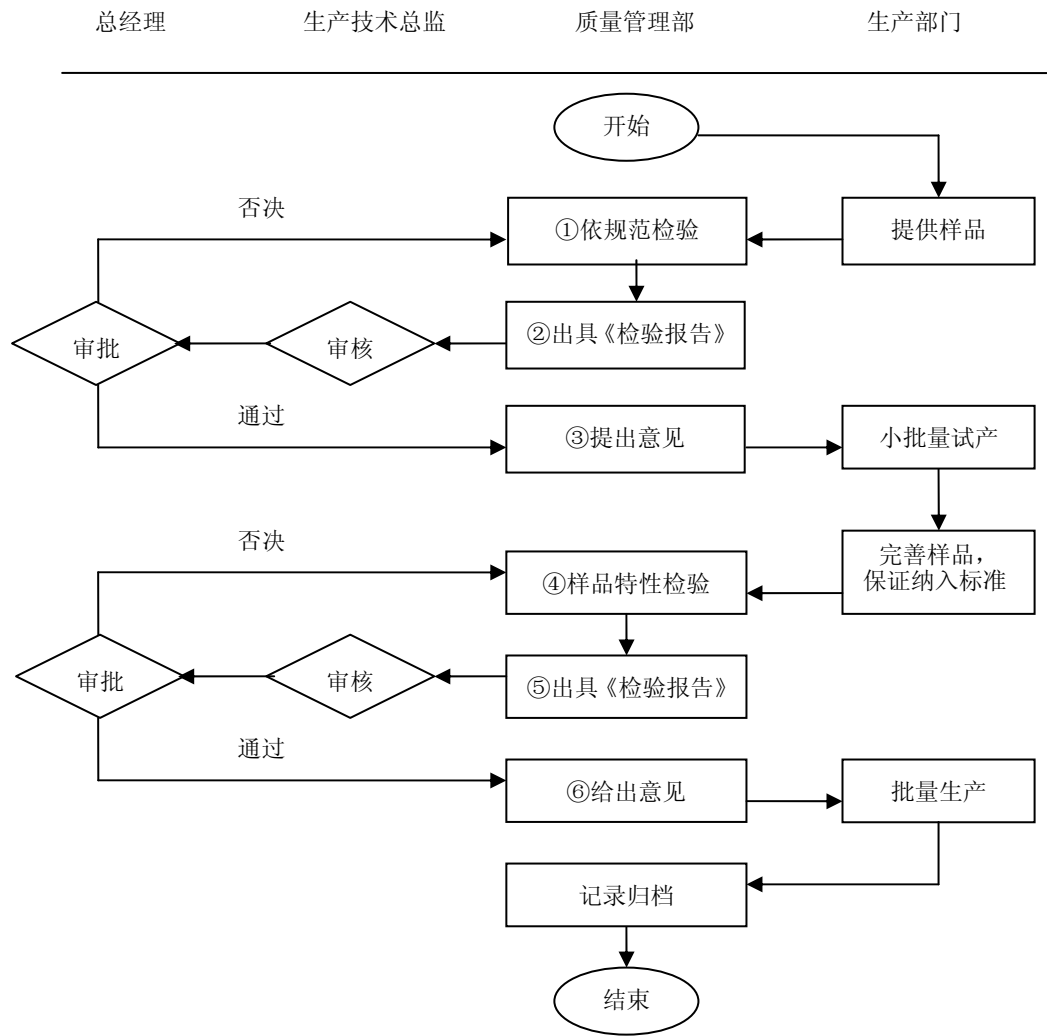 总经理
生产技术总监
质量管理部
生产部门
开始
否决
①依规范检验
提供样品
审批
审核
②出具《检验报告》
通过
③提出意见
小批量试产
否决
④样品特性检验
完善样品，
保证纳入标准
审批
审核
⑤出具《检验报告》
通过
⑥给出意见
批量生产
记录归档
结束